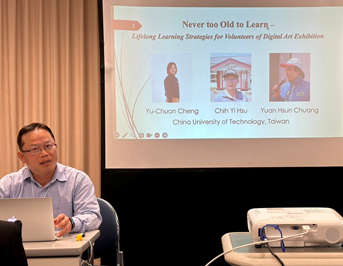 Never too Old to Learn –
Lifelong Learning Strategies for Volunteers of Digital Art Exhibition
Yu-Chuan Cheng
Chih Yi Hsu
Yuan Hsun Chuang
China University of Technology, Taiwan